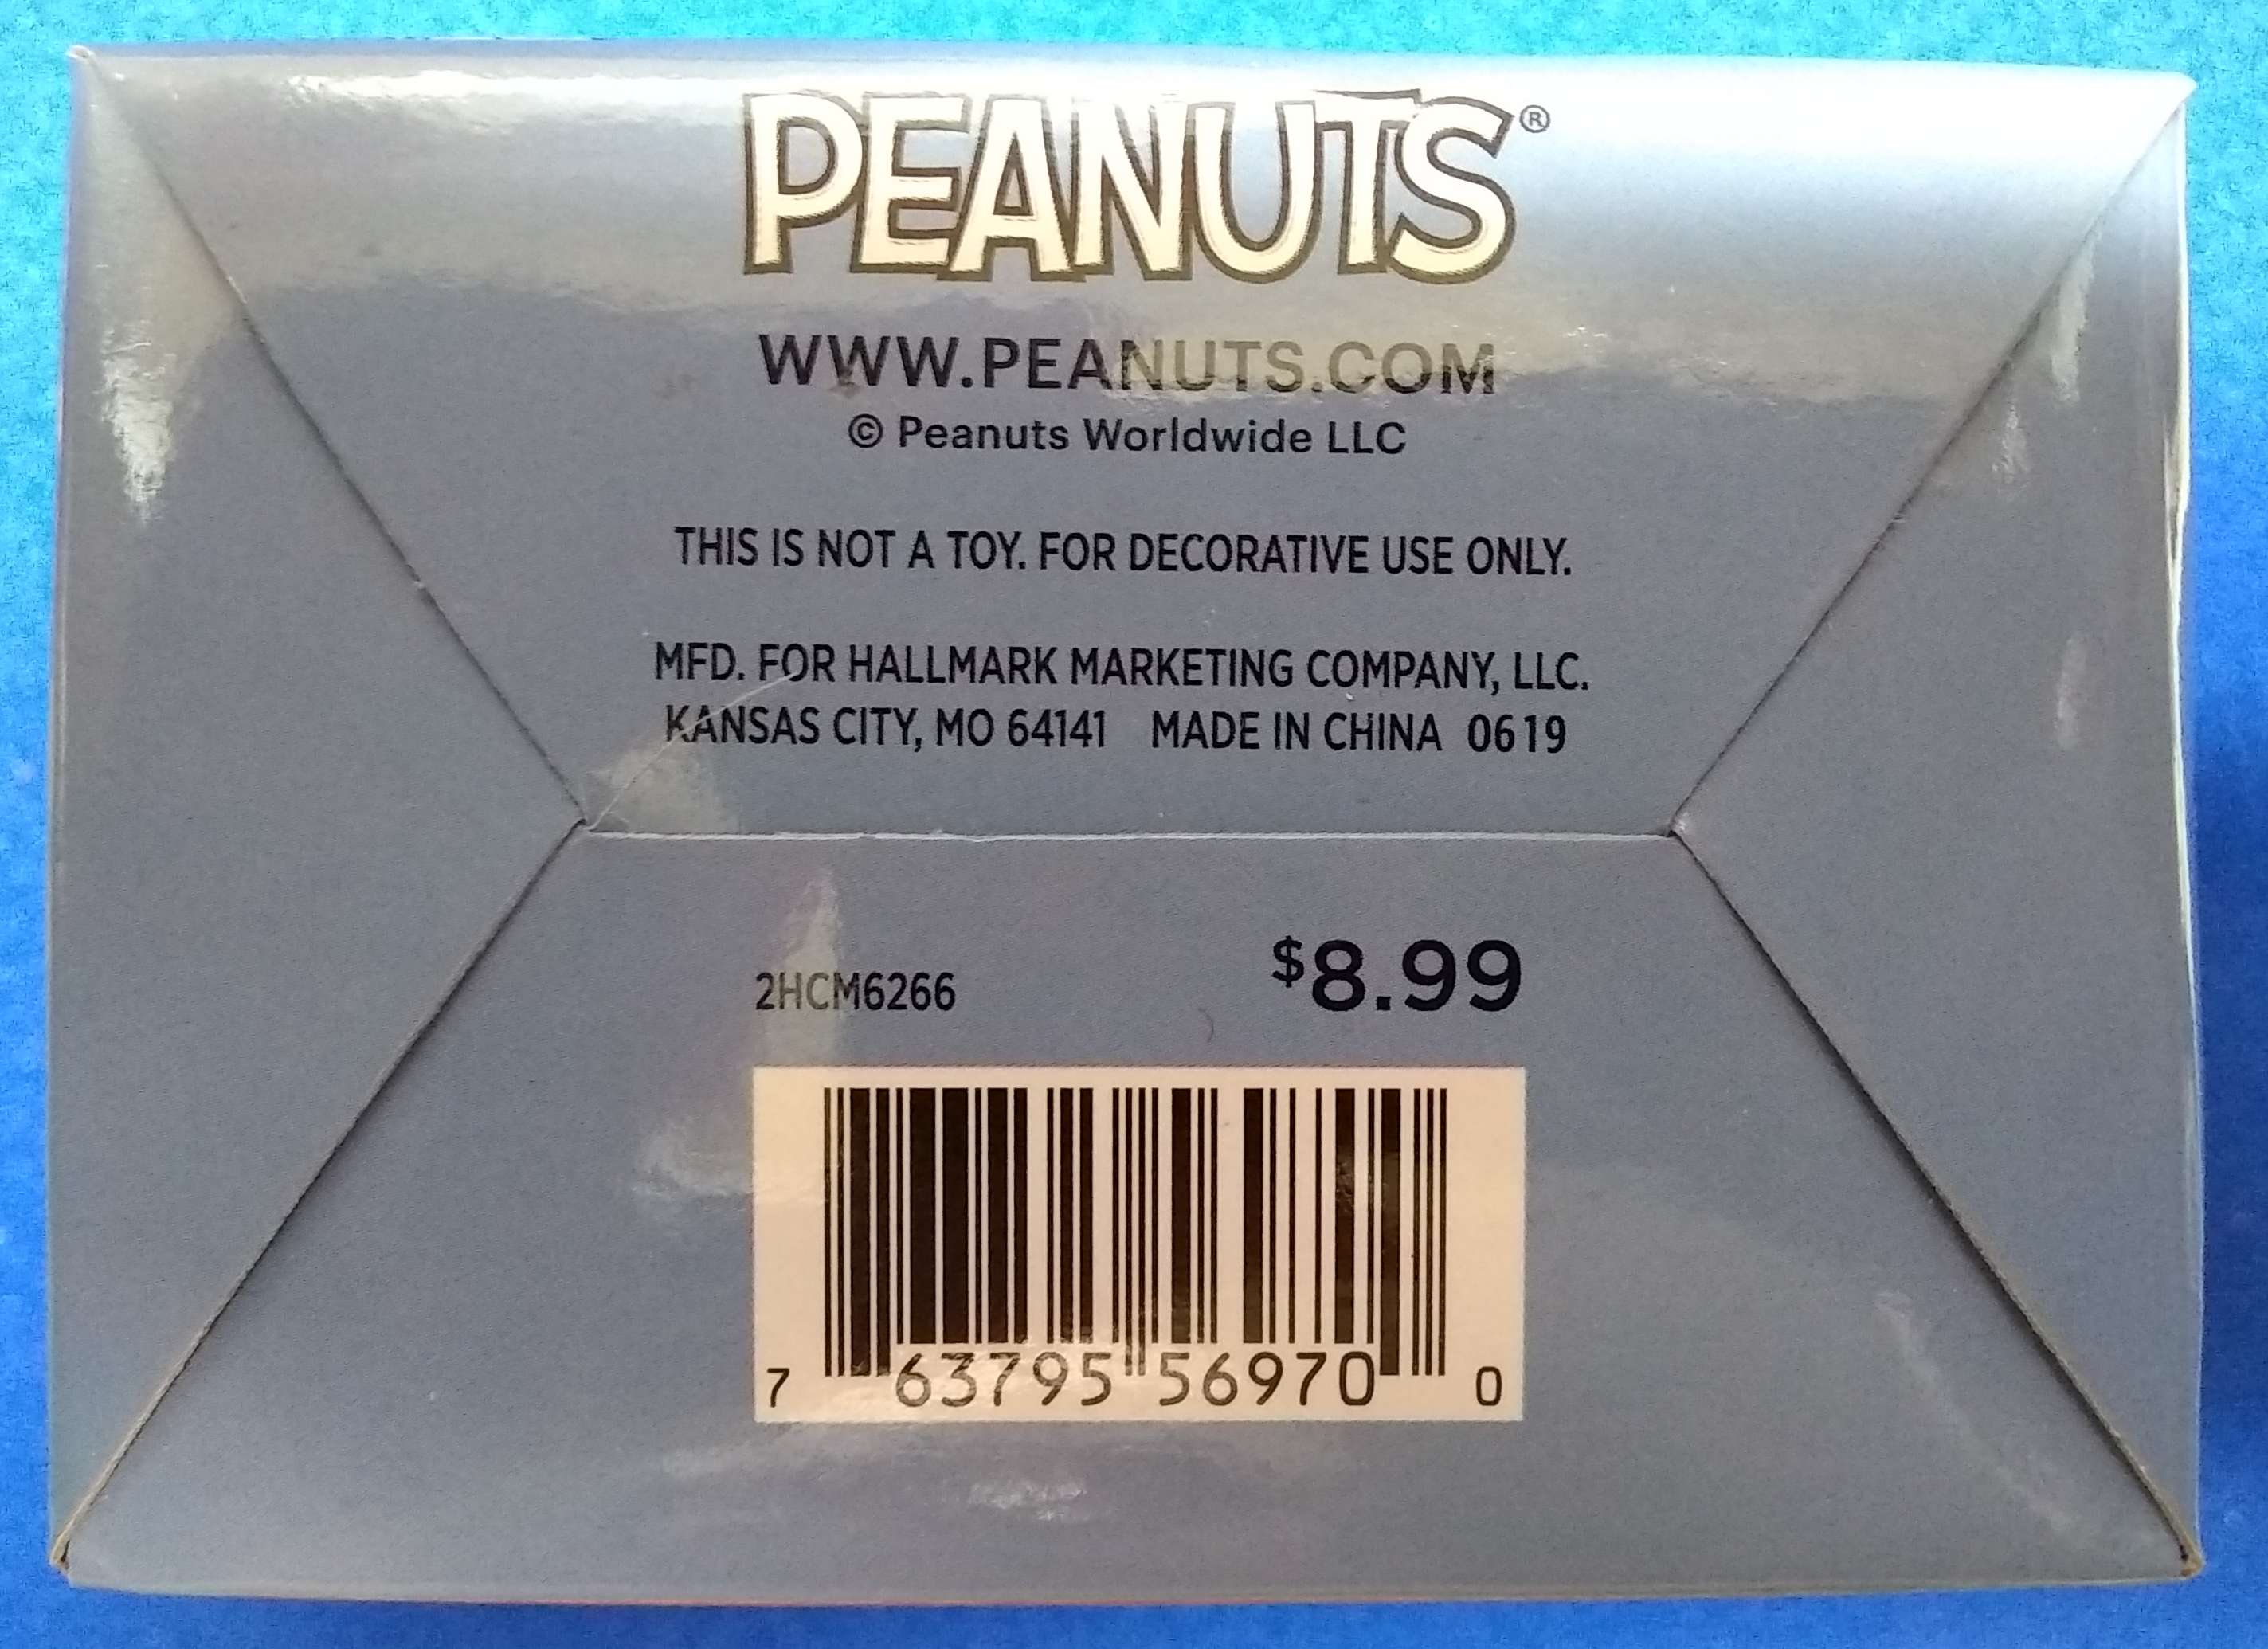 PEANUTS®
WWW.PEANUTS.COM
© Peanuts Worldwide LLC
THIS IS NOT A TOY. FOR DECORATIVE USE ONLY.
MFD. FOR HALLMARK MARKETING COMPANY, LLC.
KANSAS CITY, MO 64141 MADE IN CHINA 0619
2HCM6266 $8.99
7 63795 56970 0